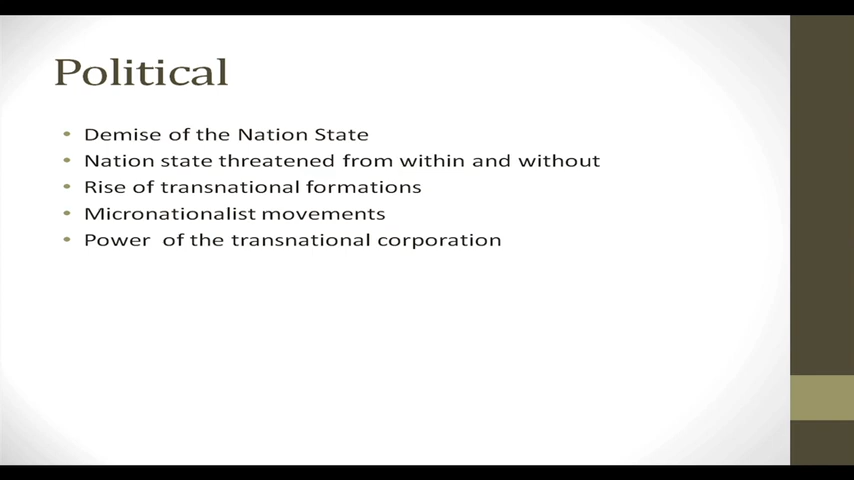 Political
• Demise of the Nation State
• Nation state threatened from within and without
• Rise of transnational formations
• Micronationalist movements
• Power of the transnational corporation